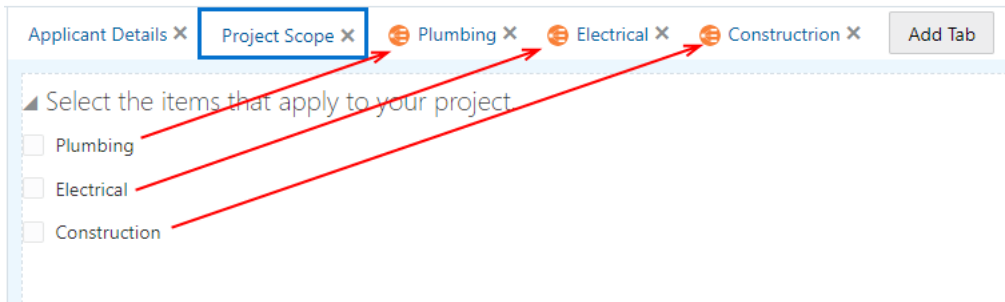 Applicant Details × Project Scope × Plumbing × Electrical × Constructrion × Add Tab
Select the items that apply to your project.
Plumbing
Electrical
Construction